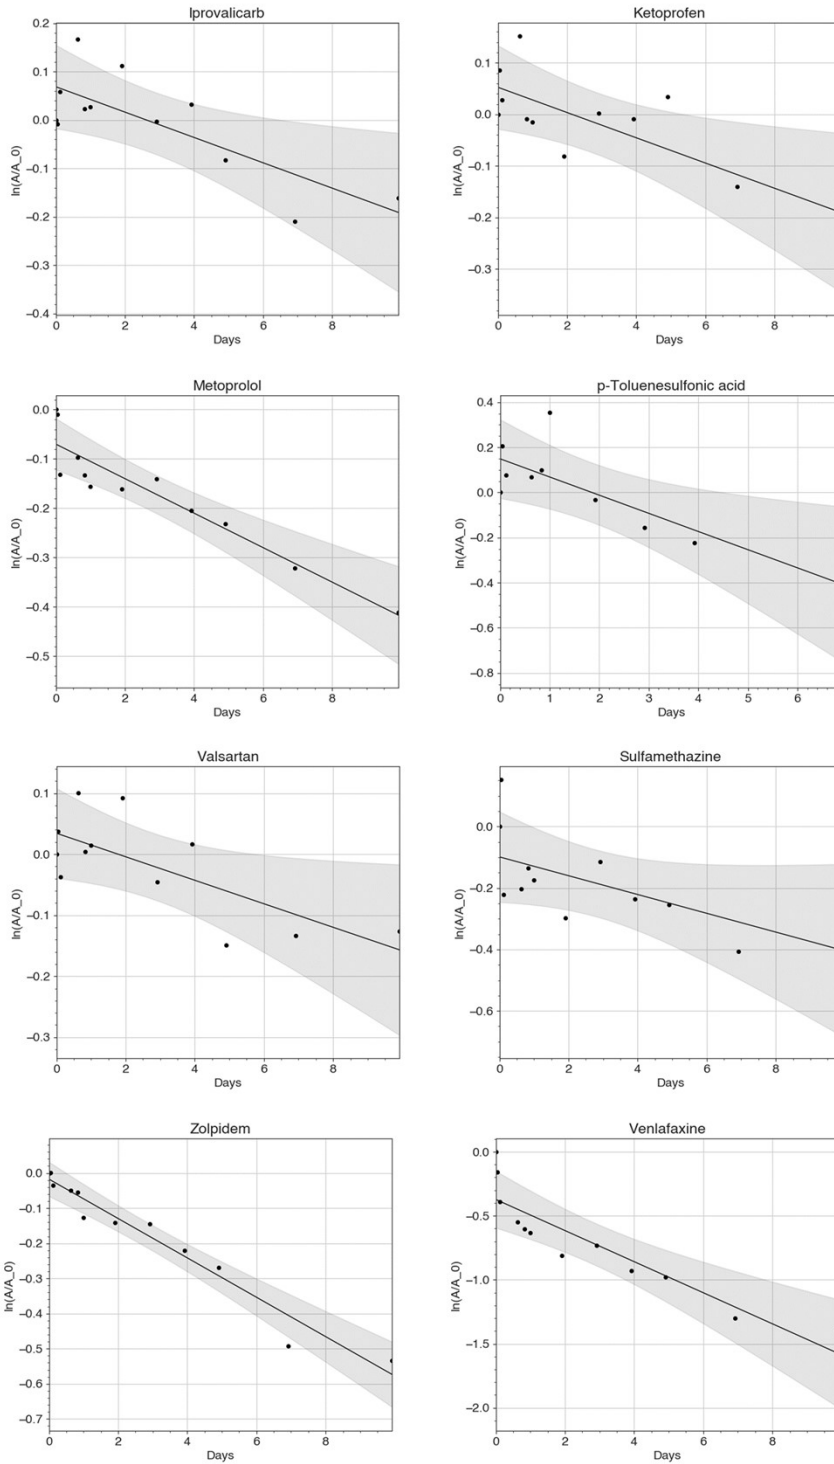 Iprovalicarb
0.2
0.1
0.0
−0.1
−0.2
−0.3
−0.4
ln(A/A_0)
0 2 4 6 8
Days
Ketoprofen
0.1
0.0
−0.1
−0.2
−0.3
ln(A/A_0)
0 2 4 6 8
Days
Metoprolol
0.0
−0.1
−0.2
−0.3
−0.4
−0.5
ln(A/A_0)
0 2 4 6 8
Days
p-Toluenesulfonic acid
0.4
0.2
0.0
−0.2
−0.4
−0.6
−0.8
ln(A/A_0)
0 1 2 3 4 5 6
Days
Valsartan
0.1
0.0
−0.1
−0.2
−0.3
ln(A/A_0)
0 2 4 6 8
Days
Sulfamethazine
0.0
−0.2
−0.4
−0.6
ln(A/A_0)
0 2 4 6 8
Days
Zolpidem
0.0
−0.1
−0.2
−0.3
−0.4
−0.5
−0.6
−0.7
ln(A/A_0)
0 2 4 6 8
Days
Venlafaxine
0.0
−0.5
−1.0
−1.5
−2.0
ln(A/A_0)
0 2 4 6 8
Days